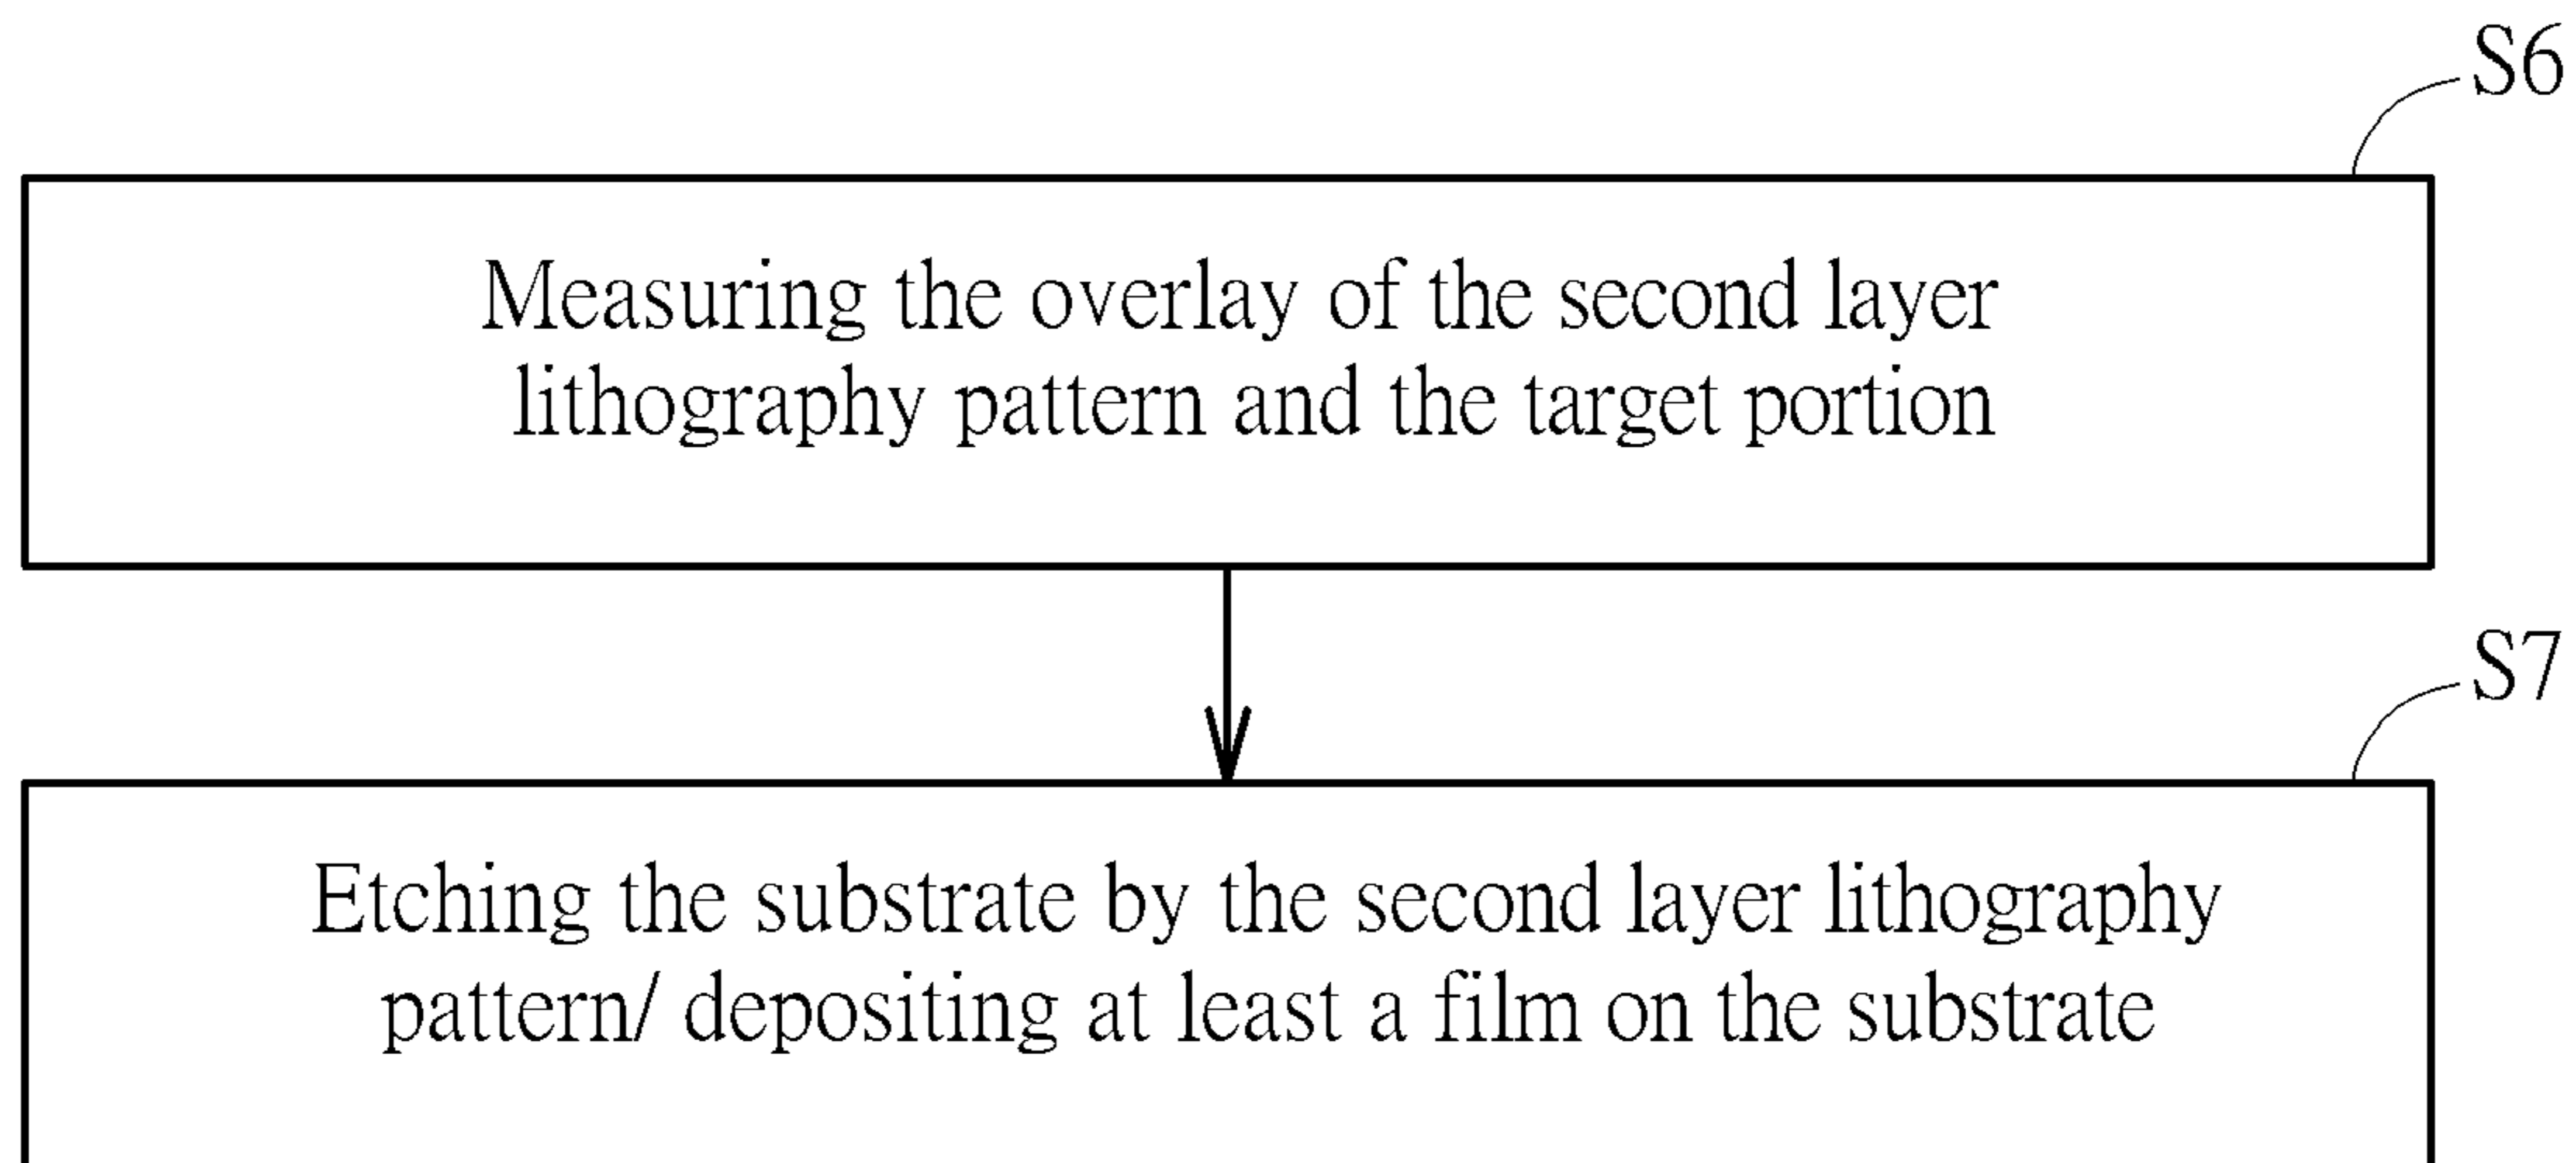 S6
Measuring the overlay of the second layer
lithography pattern and the target portion
S7
Etching the substrate by the second layer lithography
pattern/ depositing at least a film on the substrate